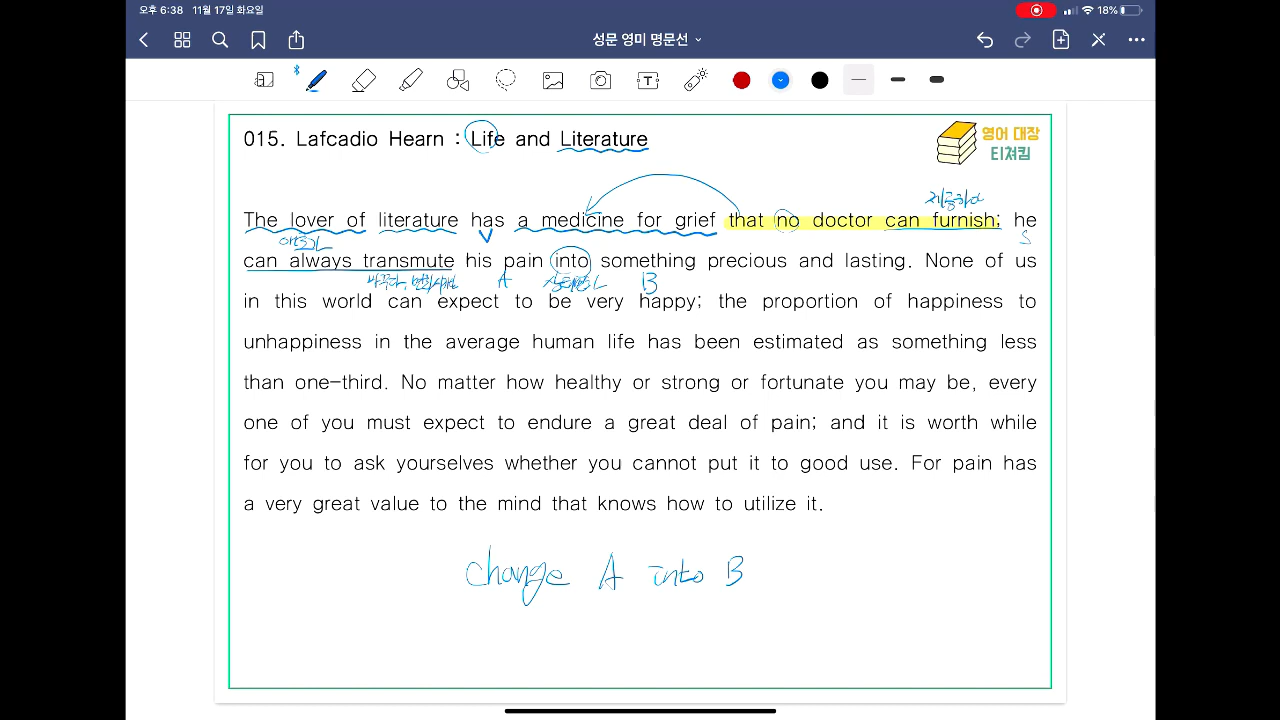 오후 6:38 11월 17일 화요일 18%
성문 영미 명문선
015. Lafcadio Hearn : Life and Literature
영어 대장
티쳐킴
제공하다
The lover of literature has a medicine for grief that no doctor can furnish; he
V S
can always transmute his pain into something precious and lasting. None of us
바꾸다, 변화시키다 A B
in this world can expect to be very happy; the proportion of happiness to
unhappiness in the average human life has been estimated as something less
than one-third. No matter how healthy or strong or fortunate you may be, every
one of you must expect to endure a great deal of pain; and it is worth while
for you to ask yourselves whether you cannot put it to good use. For pain has
a very great value to the mind that knows how to utilize it.
change A into B